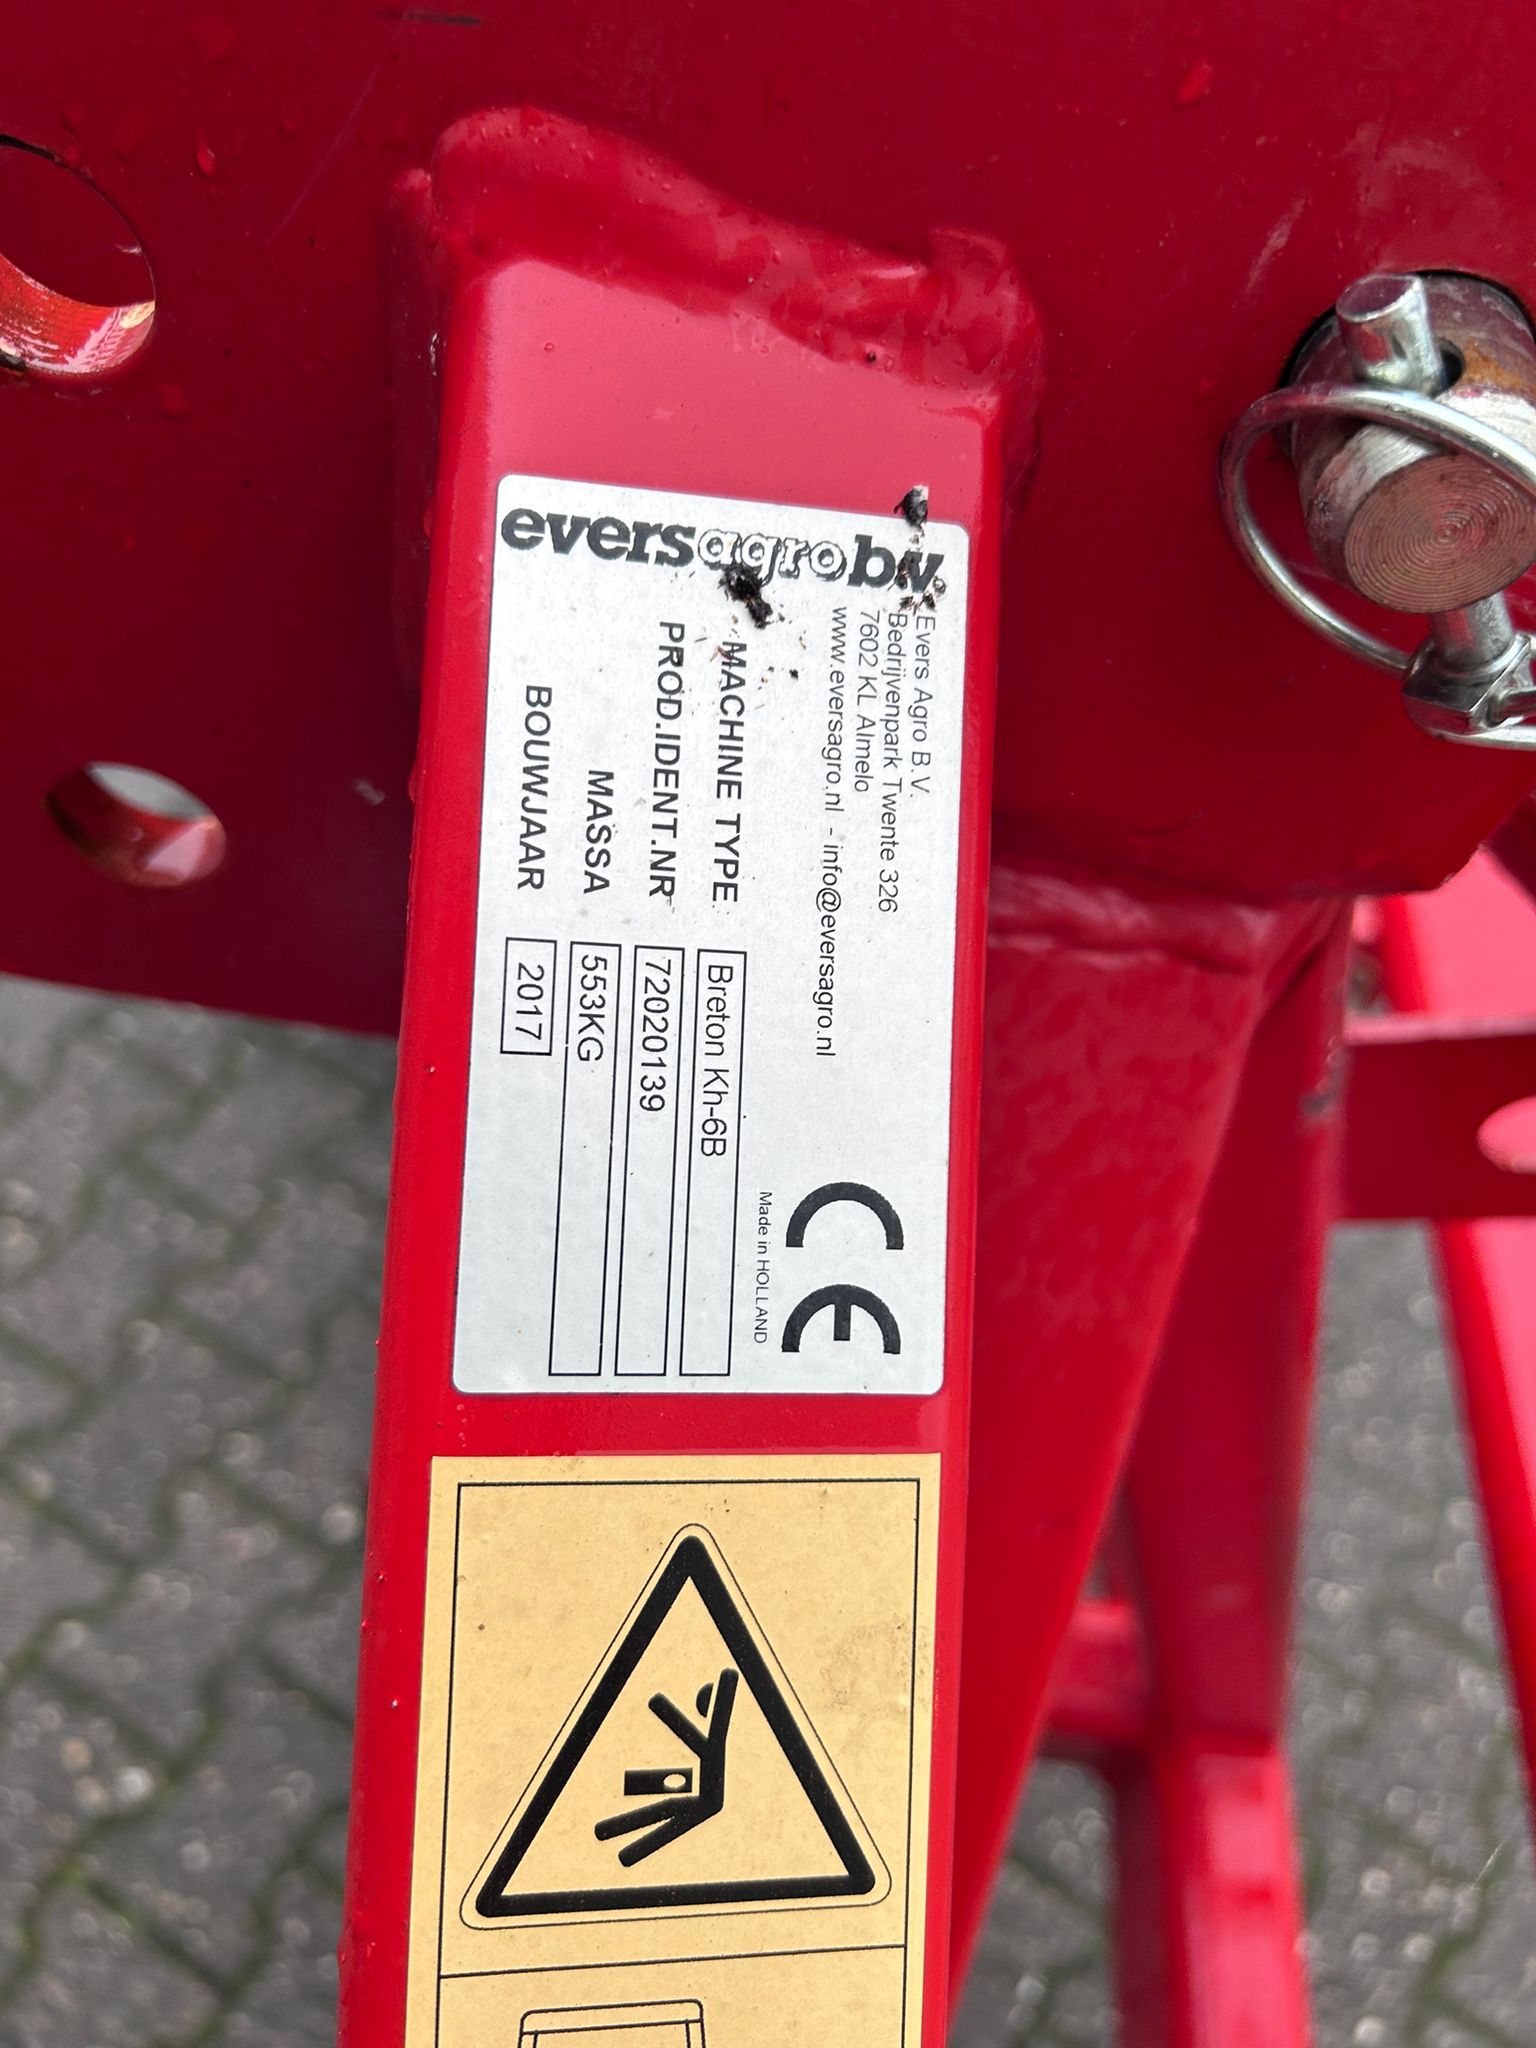 eversagrobv
Evers Agro B.V.
Bedrijvenpark Twente 326
7602 KL Almelo
www.eversagro.nl - info@eversagro.nl
CE
Made in HOLLAND
MACHINE TYPE Breton Kh-6B
PROD.IDENT.NR 72020139
MASSA 553KG
BOUWJAAR 2017